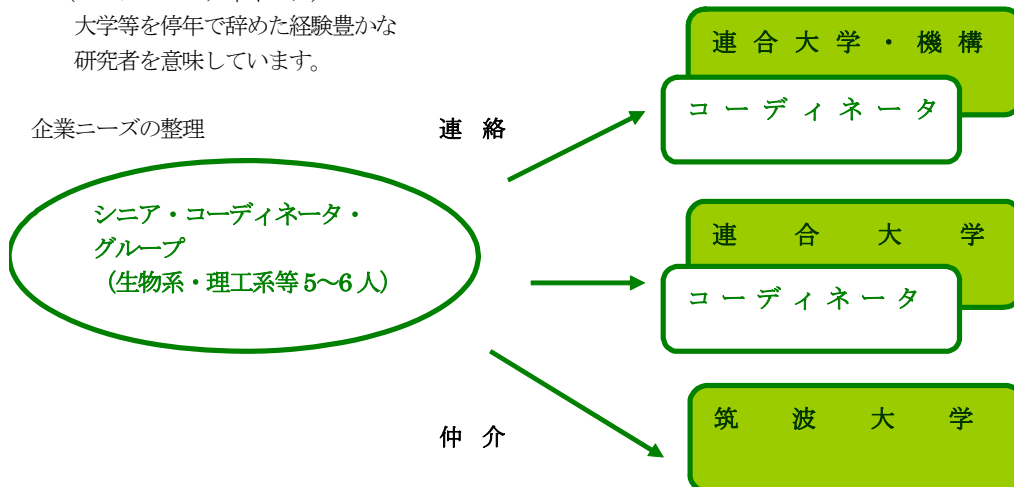 大学等を停年で辞めた経験豊かな
研究者を意味しています。
企業ニーズの整理
連 絡
シニア・コーディネータ・
グループ
(生物系・理工系等 5~6 人)
仲 介
連 合 大 学 ・ 機 構
コ ー デ ィ ネ ー タ
連 合 大 学
コ ー デ ィ ネ ー タ
筑 波 大 学